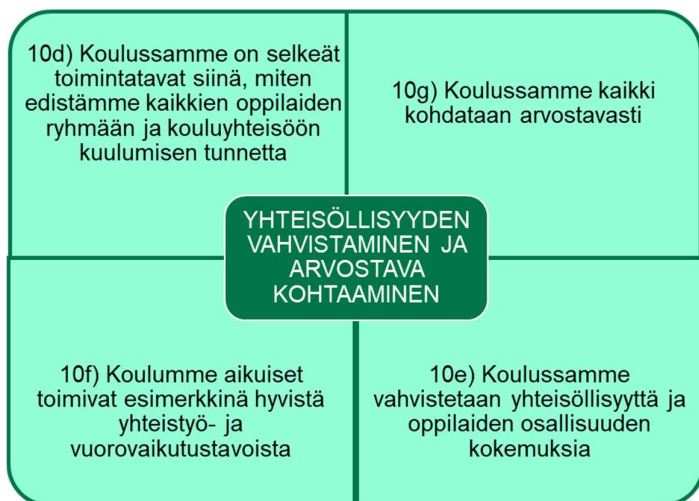 10d) Koulussamme on selkeät
toimintatavat siinä, miten
edistämme kaikkien oppilaiden
ryhmään ja kouluyhteisöön
kuulumisen tunnetta
10g) Koulussamme kaikki
kohdataan arvostavasti
YHTEISÖLLISYYDEN
VAHVISTAMINEN JA
ARVOSTAVA
KOHTAAMINEN
10f) Koulumme aikuiset
toimivat esimerkkinä hyvistä
yhteistyö- ja
vuorovaikutustavoista
10e) Koulussamme
vahvistetaan yhteisöllisyyttä ja
oppilaiden osallisuuden
kokemuksia